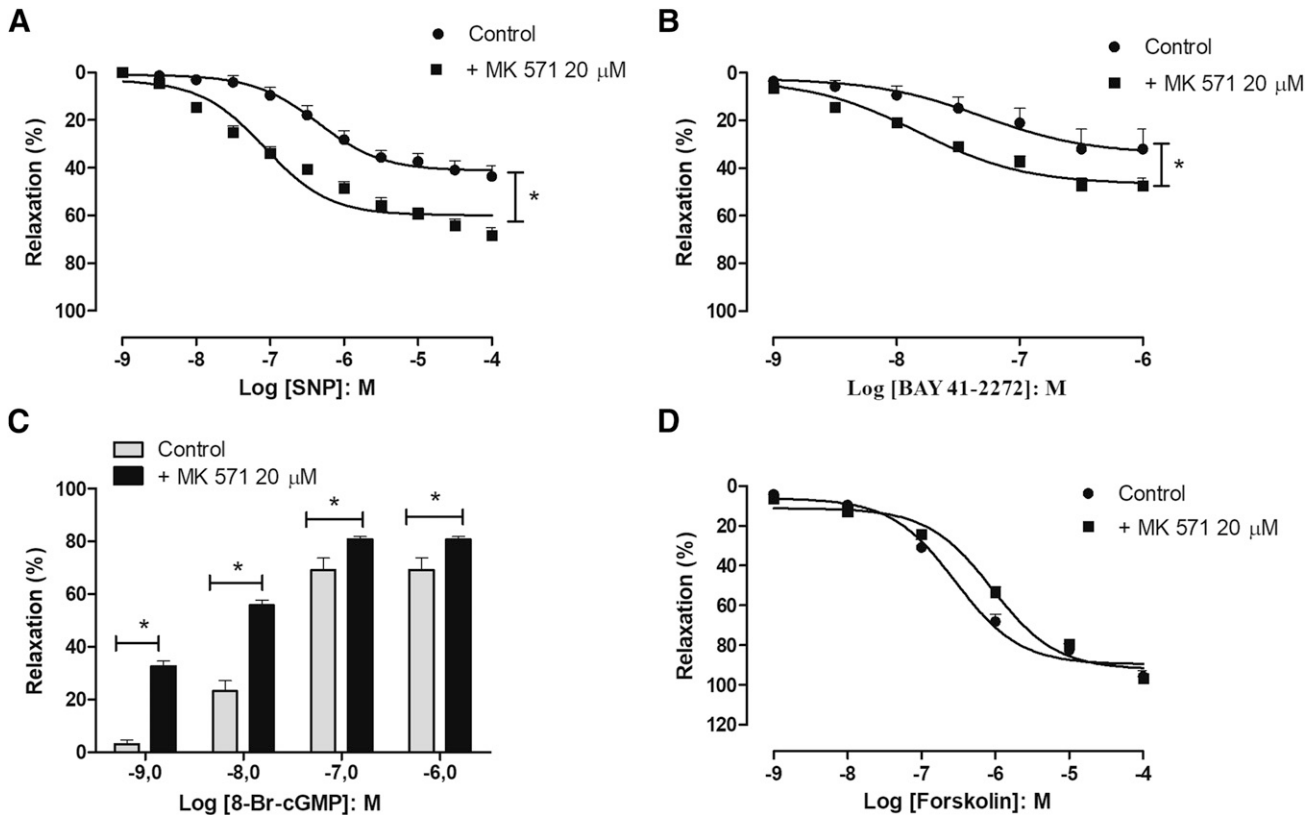 A
Control
+ MK 571 20 μM
0
20
40
60
80
100
Relaxation (%)
*
-9 -8 -7 -6 -5 -4
Log [SNP]: M
B
Control
+ MK 571 20 μM
0
20
40
60
80
100
Relaxation (%)
*
-9 -8 -7 -6
Log [BAY 41-2272]: M
C
Control
+ MK 571 20 μM
100
80
60
40
20
0
Relaxation (%)
* * * *
-9,0 -8,0 -7,0 -6,0
Log [8-Br-cGMP]: M
D
Control
+ MK 571 20 μM
0
20
40
60
80
100
120
Relaxation (%)
-9 -8 -7 -6 -5 -4
Log [Forskolin]: M